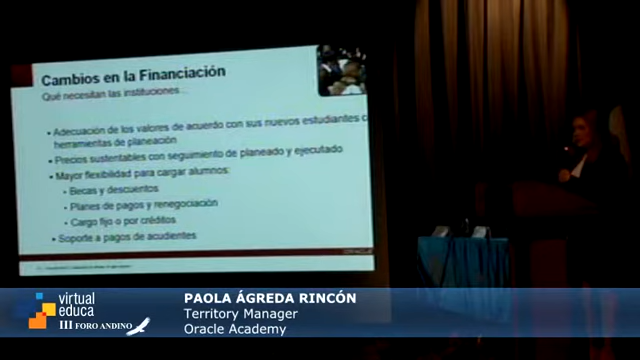 Cambios en la Financiación
Qué necesitan las instituciones...
• Adecuación de los valores de acuerdo con sus nuevos estudiantes c
herramientas de planeación
• Precios sustentables con seguimiento de planeado y ejecutado
• Mayor flexibilidad para cargar alumnos:
• Becas y descuentos
• Planes de pagos y renegociación
• Cargo fijo o por créditos
• Soporte a pagos de acudientes
ORACLE
virtual
educa
III FORO ANDINO
PAOLA ÁGREDA RINCÓN
Territory Manager
Oracle Academy